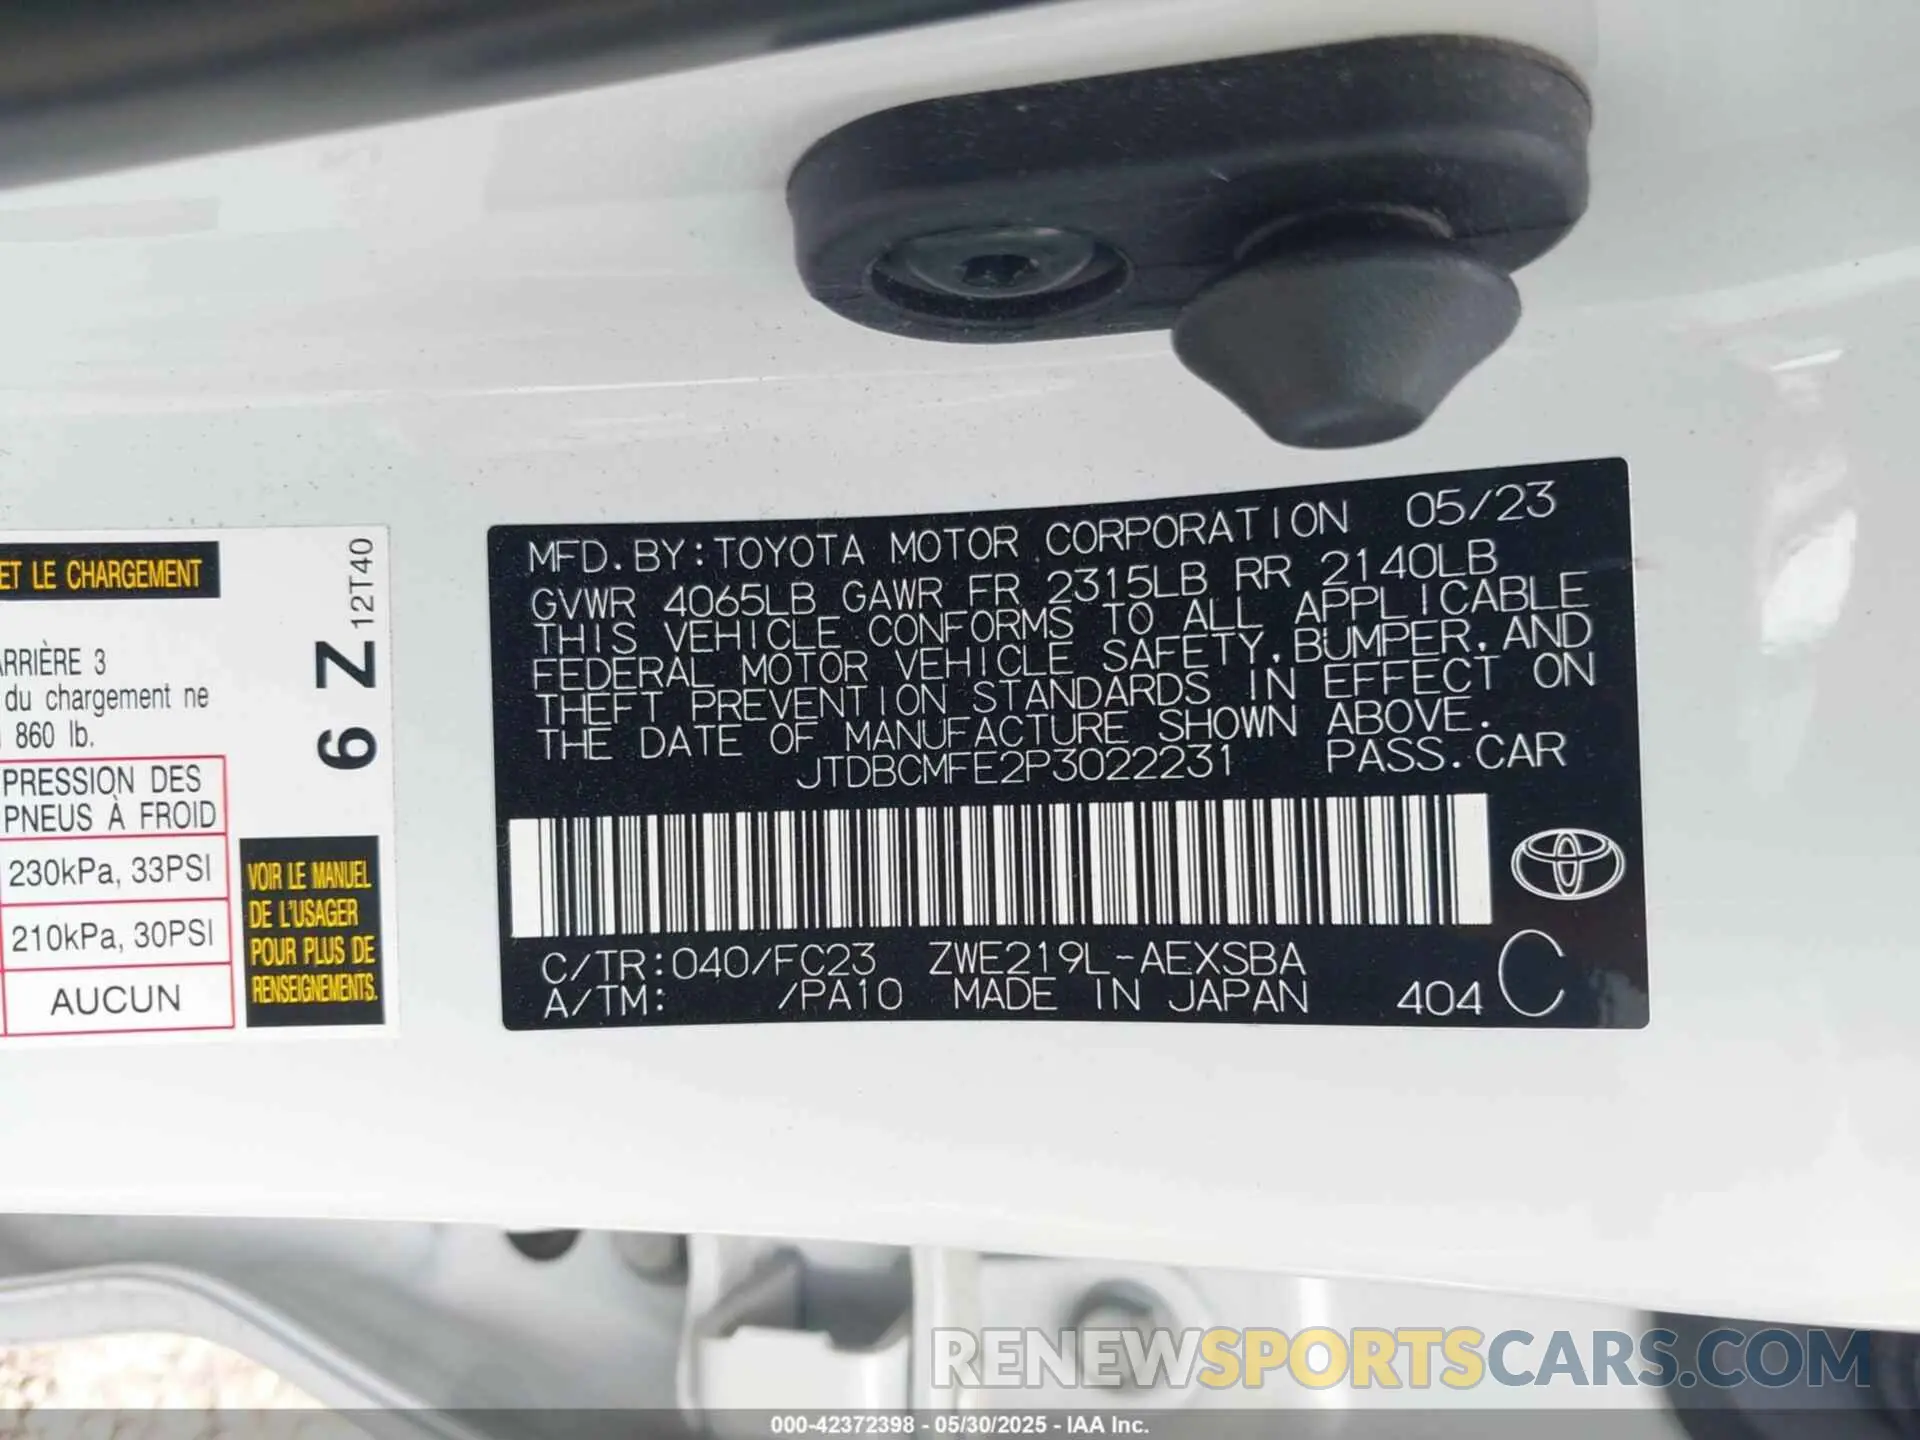 ET LE CHARGEMENT
ARRIÈRE 3
du chargement ne
860 lb.
PRESSION DES
PNEUS À FROID
230kPa, 33PSI
210kPa, 30PSI
AUCUN
12T40
6 Z
VOIR LE MANUEL
DE L'USAGER
POUR PLUS DE
RENSEIGNEMENTS.
MFD.BY:TOYOTA MOTOR CORPORATION 05/23
GVWR 4065LB GAWR FR 2315LB RR 2140LB
THIS VEHICLE CONFORMS TO ALL APPLICABLE
FEDERAL MOTOR VEHICLE SAFETY,BUMPER,AND
THEFT PREVENTION STANDARDS IN EFFECT ON
THE DATE OF MANUFACTURE SHOWN ABOVE.
JTDBCMFE2P3022231 PASS.CAR
C/TR:040/FC23 ZWE219L-AEXSBA
A/TM: /PA10 MADE IN JAPAN 404 C
RENEWSPORTSCARS.COM
000-42372398 - 05/30/2025 - IAA Inc.